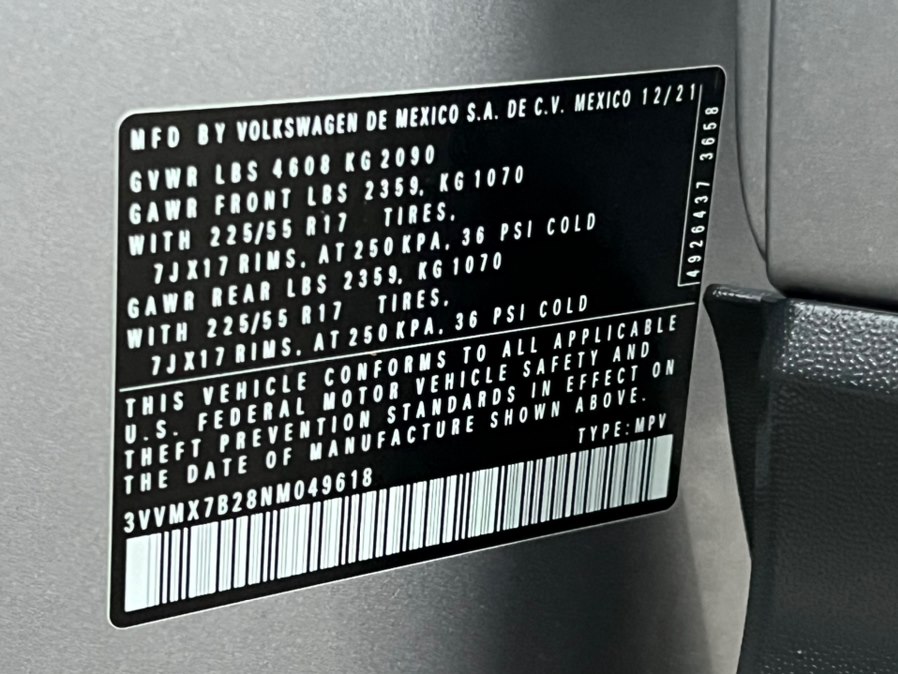 MFD BY VOLKSWAGEN DE MEXICO S.A. DE C.V. MEXICO 12/21
GVWR LBS 4608 KG 2090
GAWR FRONT LBS 2359, KG 1070
WITH 225/55 R17 TIRES,
7JX17 RIMS, AT 250 KPA, 36 PSI COLD
GAWR REAR LBS 2359, KG 1070
WITH 225/55 R17 TIRES,
7JX17 RIMS, AT 250 KPA, 36 PSI COLD
4926437 3658
THIS VEHICLE CONFORMS TO ALL APPLICABLE
U.S. FEDERAL MOTOR VEHICLE SAFETY AND
THEFT PREVENTION STANDARDS IN EFFECT ON
THE DATE OF MANUFACTURE SHOWN ABOVE.
TYPE: MPV
3VVMX7B28NM049618